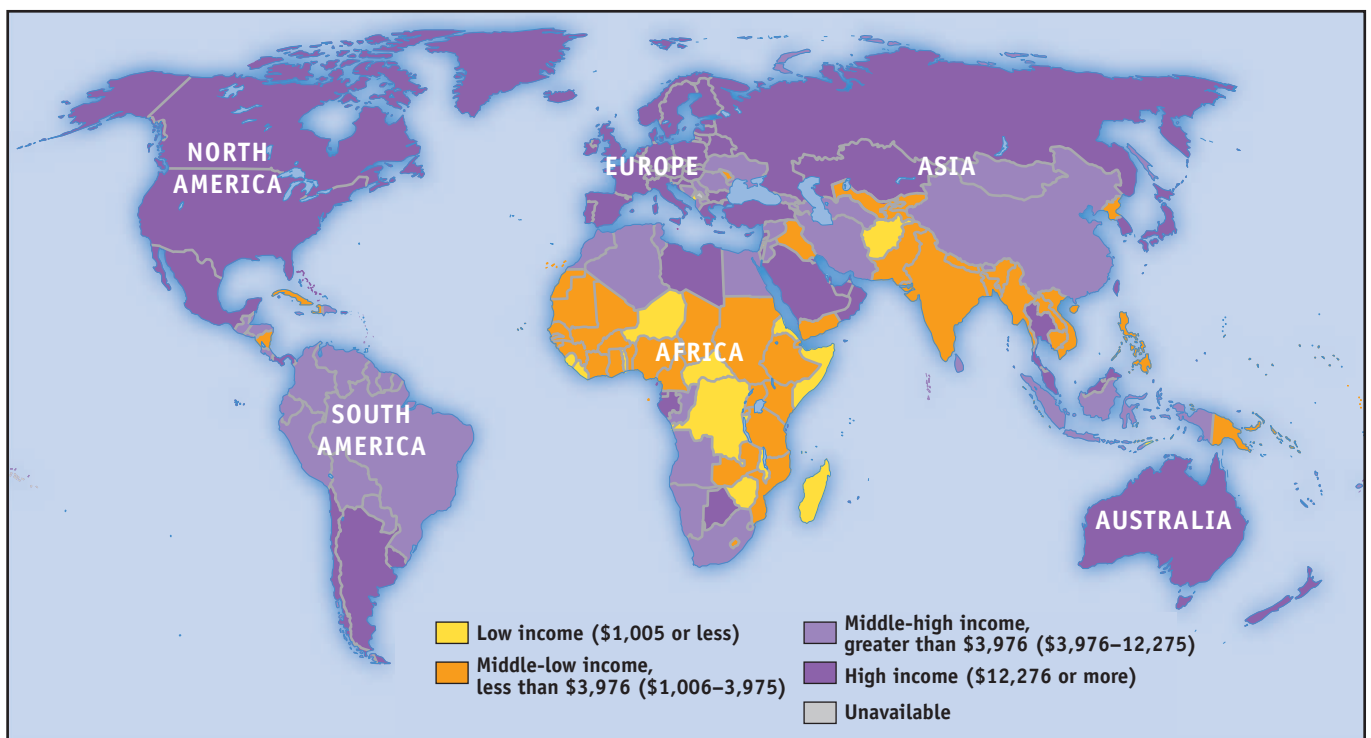 NORTH
AMERICA
EUROPE
ASIA
AFRICA
SOUTH
AMERICA
AUSTRALIA
Low income ($1,005 or less)
Middle-low income,
less than $3,976 ($1,006–3,975)
Middle-high income,
greater than $3,976 ($3,976–12,275)
High income ($12,276 or more)
Unavailable